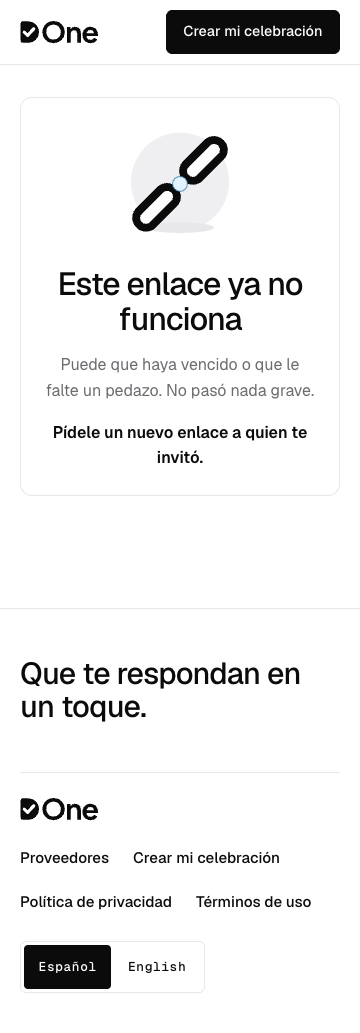 DOne
Crear mi celebración
Este enlace ya no
funciona
Puede que haya vencido o que le
falte un pedazo. No pasó nada grave.
Pídele un nuevo enlace a quien te
invitó.
Que te respondan en
un toque.
DOne
Proveedores Crear mi celebración
Política de privacidad Términos de uso
Español English